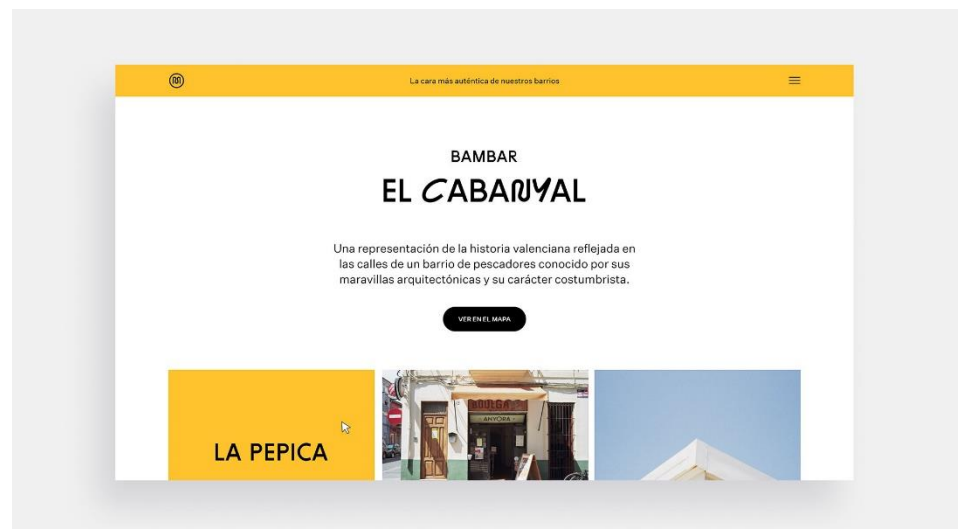 La cara más auténtica de nuestros barrios
BAMBAR
EL CABANYAL
Una representación de la historia valenciana reflejada en
las calles de un barrio de pescadores conocido por sus
maravillas arquitectónicas y su carácter costumbrista.
VER EN EL MAPA
LA PEPICA
BODEGA
ANYORA